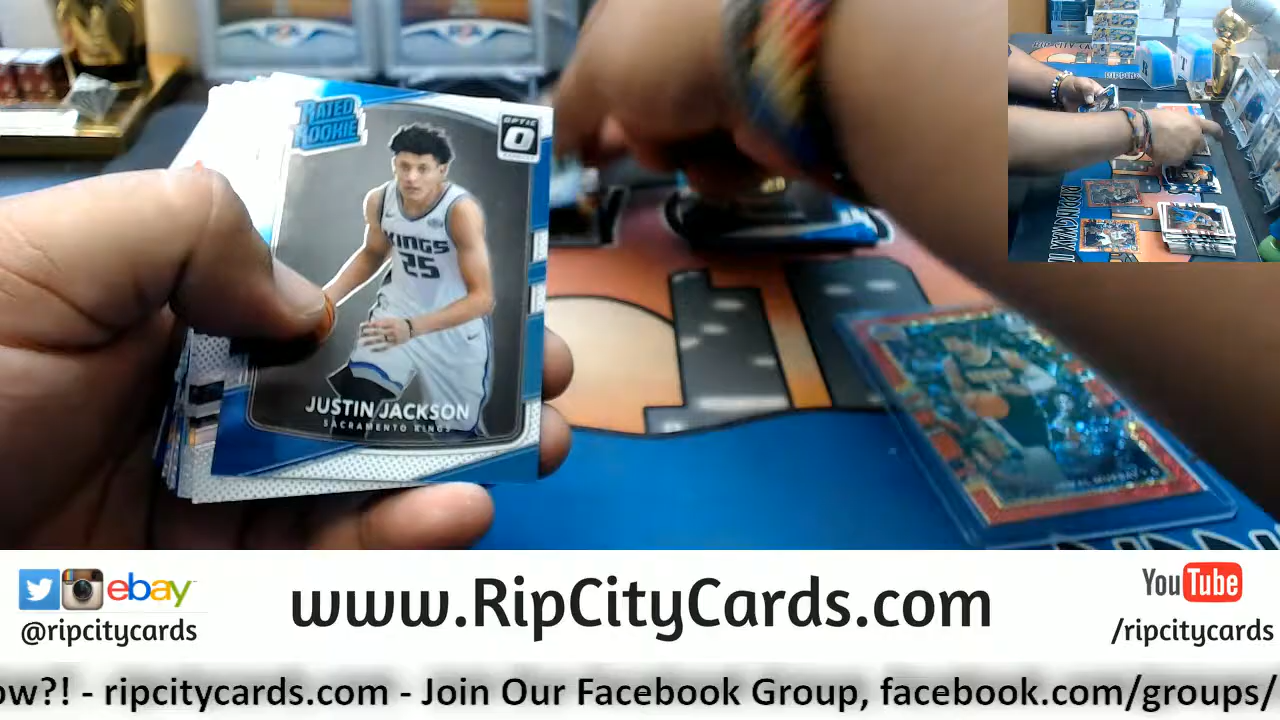 RATED
ROOKIE
OPTIC
O
KINGS
25
JUSTIN JACKSON
SACRAMENTO KINGS
ebay
@ripcitycards
www.RipCityCards.com
YouTube
/ripcitycards
ow?! - ripcitycards.com - Join Our Facebook Group, facebook.com/groups/